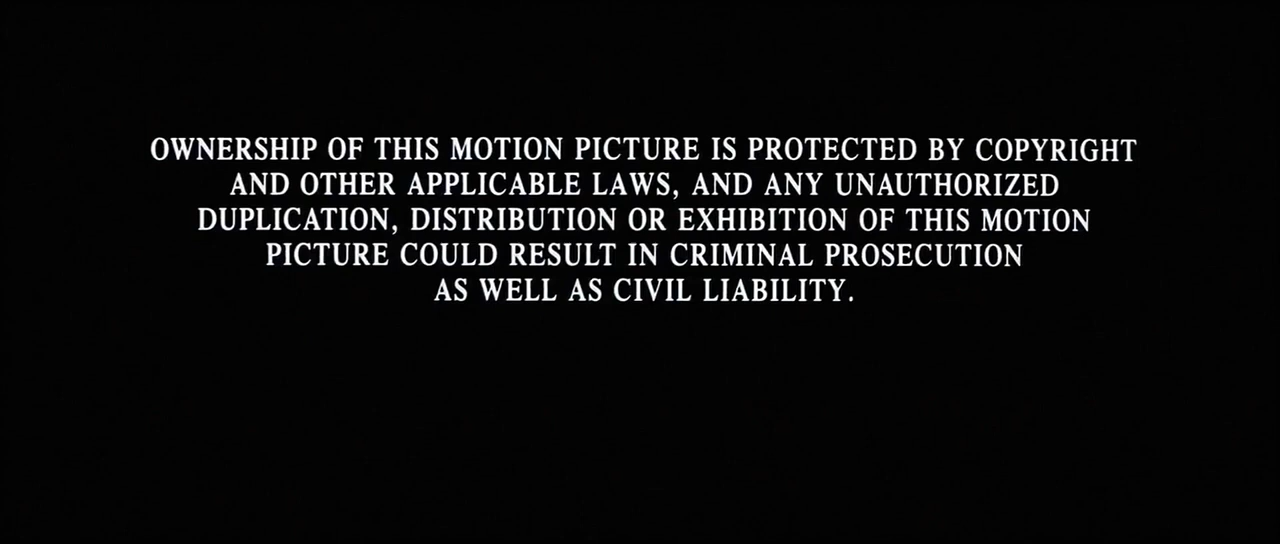 OWNERSHIP OF THIS MOTION PICTURE IS PROTECTED BY COPYRIGHT
AND OTHER APPLICABLE LAWS, AND ANY UNAUTHORIZED
DUPLICATION, DISTRIBUTION OR EXHIBITION OF THIS MOTION
PICTURE COULD RESULT IN CRIMINAL PROSECUTION
AS WELL AS CIVIL LIABILITY.